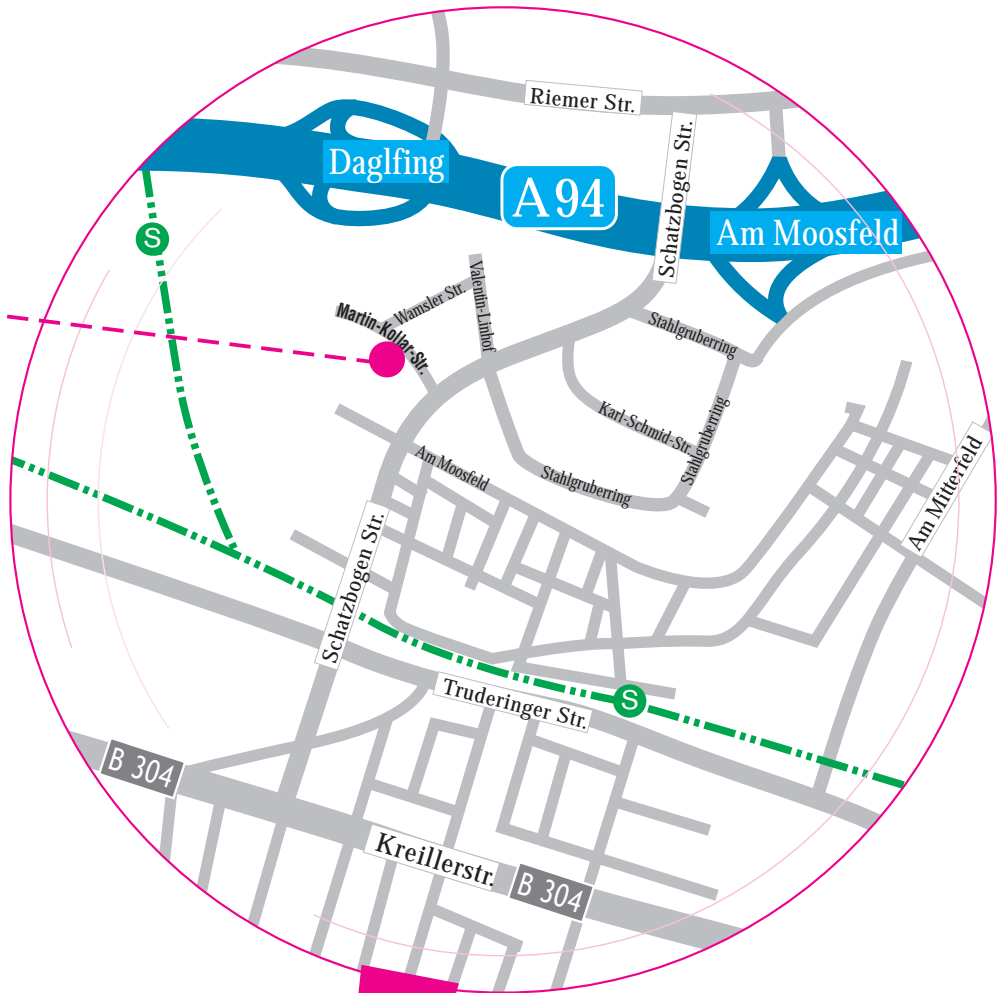 Riemer Str.
Schatzbogen Str.
Daglfing
A 94
Am Moosfeld
S
Valentin-Linhof
Wamsler Str.
Martin-Kollar-Str.
Stahlgruberring
Karl-Schmid-Str.
Stahlgruberring
Am Moosfeld
Stahlgruberring
Am Mitterfeld
Schatzbogen Str.
Truderinger Str.
S
B 304
Kreillerstr.
B 304